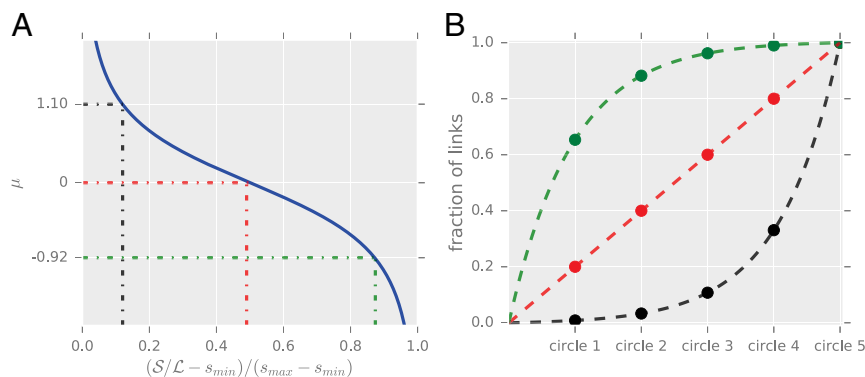 A
B
μ
1.10
0
-0.92
0.0
0.2
0.4
0.6
0.8
1.0
(S/L − s_min)/(s_max − s_min)
fraction of links
1.0
0.8
0.6
0.4
0.2
0.0
circle 1
circle 2
circle 3
circle 4
circle 5